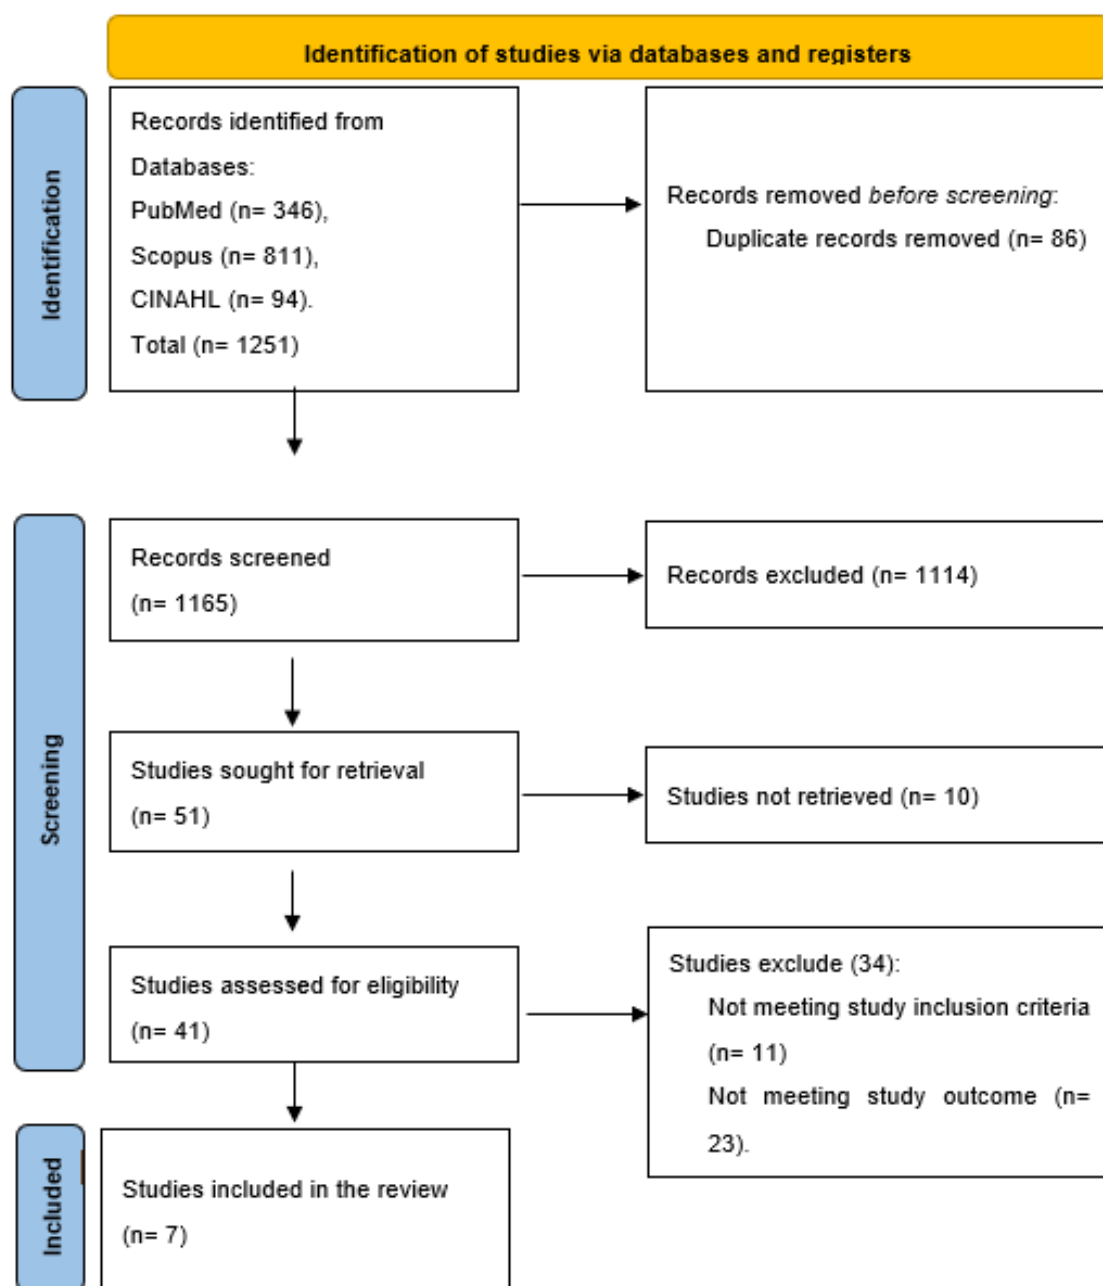 Identification of studies via databases and registers
Identification
Records identified from
Databases:
PubMed (n= 346),
Scopus (n= 811),
CINAHL (n= 94).
Total (n= 1251)
Records removed before screening:
Duplicate records removed (n= 86)
Screening
Records screened
(n= 1165)
Records excluded (n= 1114)
Studies sought for retrieval
(n= 51)
Studies not retrieved (n= 10)
Studies assessed for eligibility
(n= 41)
Studies exclude (34):
Not meeting study inclusion criteria
(n= 11)
Not meeting study outcome (n=
23).
Included
Studies included in the review
(n= 7)